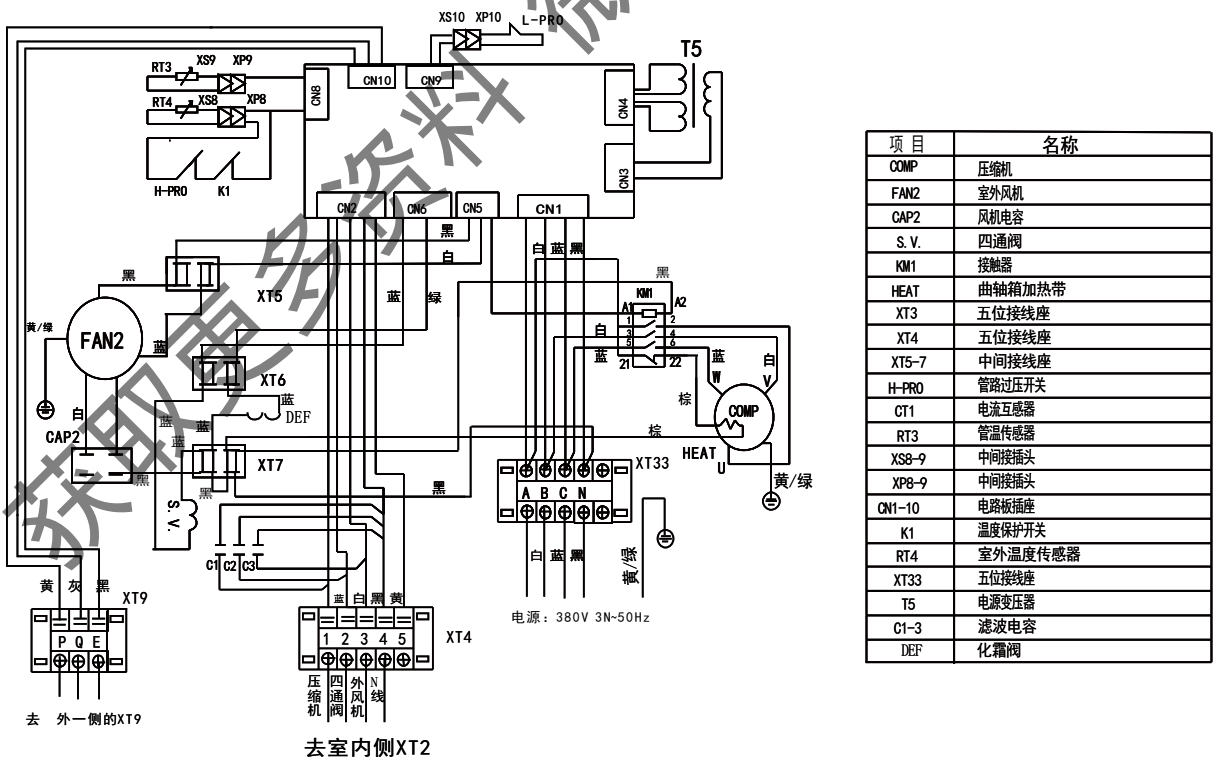 XS10 XP10 L-PRO
T5
XS9 XP9
RT3
RT4 XS8 XP8
CN8
CN10
CN9
CN4
CN3
H-PRO K1
CN2
CN6
CN5
CN1
黑
白
白 蓝 黑
黑
黑
XT5
蓝
绿
KM1
A1 A2
1 2
3 4
5 6
21 22
白
蓝
黄/绿
FAN2
蓝
XT6
蓝
DEF
蓝 W
白
V
棕
COMP
白
CAP2
蓝
蓝
蓝
棕
HEAT
U
XT7
XT33
黑
黑
黑
黄/绿
S.V.
A B C N
C1 C2 C3
白 蓝 黑
黄/绿
黄 灰 黑
XT9
蓝 白 黑 黄
电源：380V 3N~50Hz
P Q E
1 2 3 4 5
XT4
压缩机
四通阀
外风机
N线
去 外一侧的XT9
去室内侧XT2
获取更多资料 微
项 目 名称
COMP 压缩机
FAN2 室外风机
CAP2 风机电容
S.V. 四通阀
KM1 接触器
HEAT 曲轴箱加热带
XT3 五位接线座
XT4 五位接线座
XT5-7 中间接线座
H-PRO 管路过压开关
CT1 电流互感器
RT3 管温传感器
XS8-9 中间接插头
XP8-9 中间接插头
CN1-10 电路板插座
K1 温度保护开关
RT4 室外温度传感器
XT33 五位接线座
T5 电源变压器
C1-3 滤波电容
DEF 化霜阀